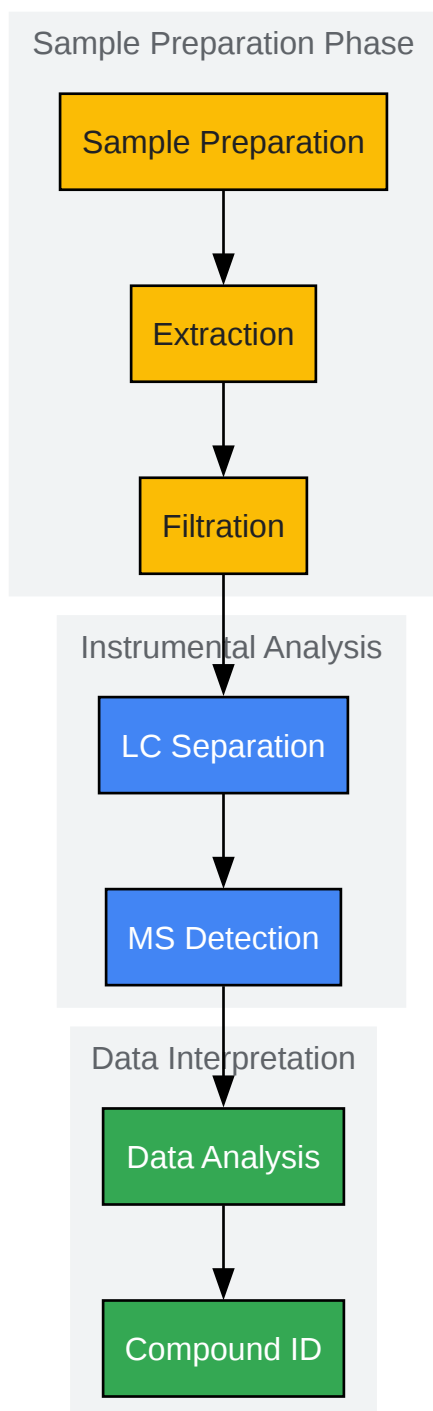 Sample Preparation Phase
Sample Preparation
Extraction
Filtration
Instrumental Analysis
LC Separation
MS Detection
Data Interpretation
Data Analysis
Compound ID